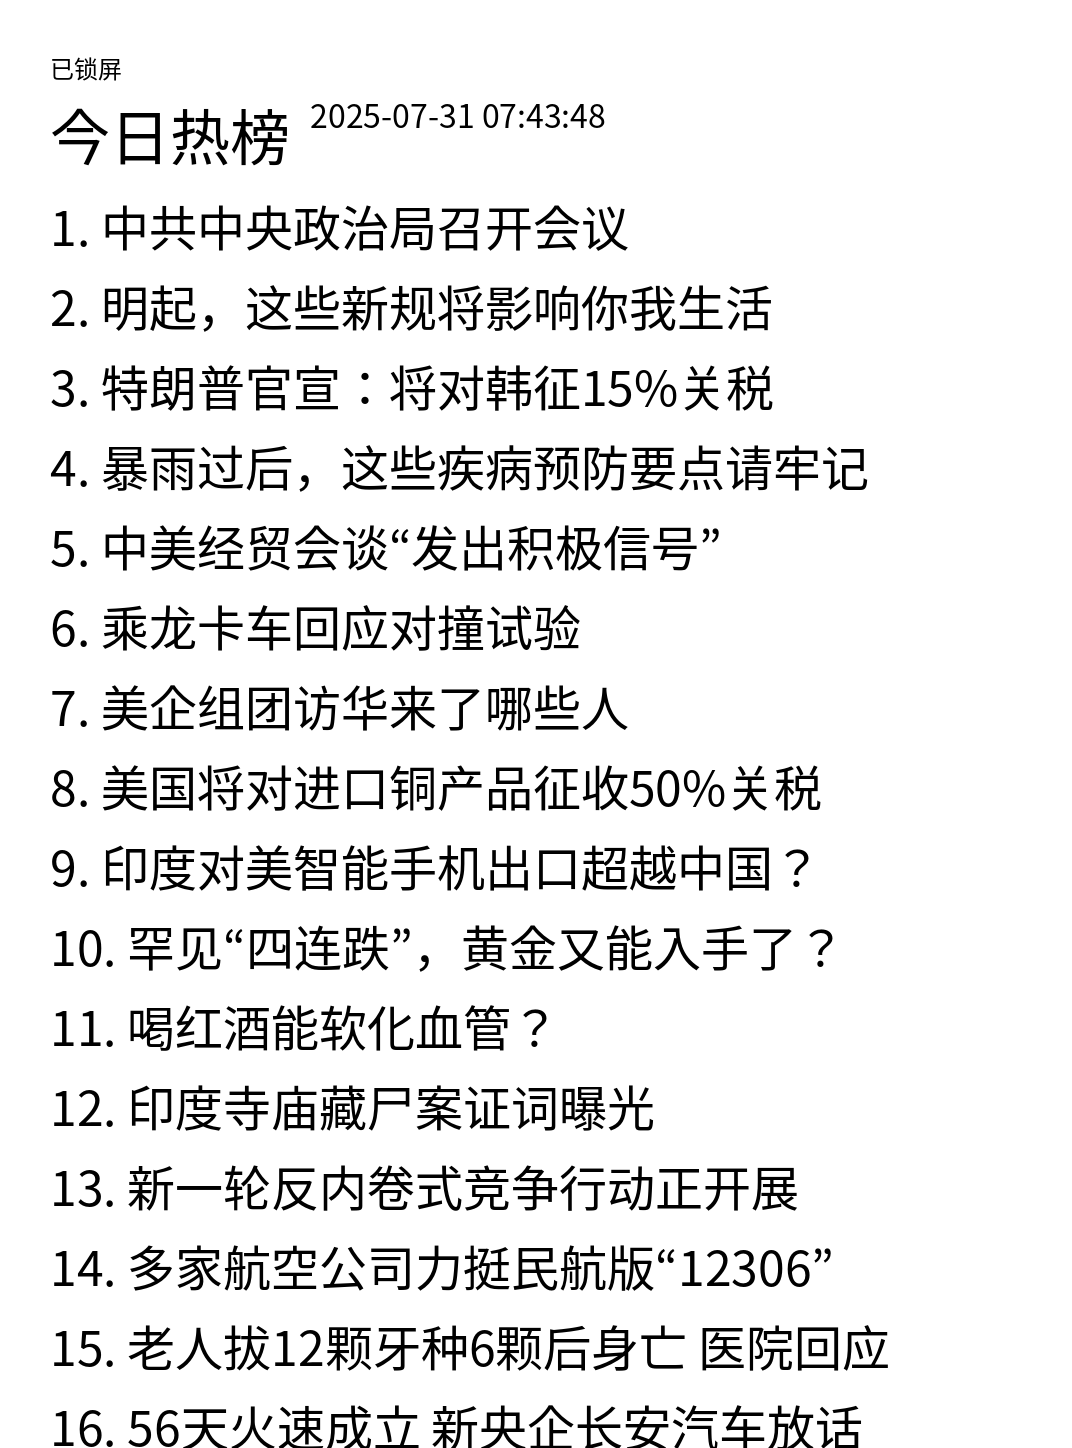 已锁屏
今日热榜 2025-07-31 07:43:48
1. 中共中央政治局召开会议
2. 明起，这些新规将影响你我生活
3. 特朗普官宣：将对韩征15%关税
4. 暴雨过后，这些疾病预防要点请牢记
5. 中美经贸会谈“发出积极信号”
6. 乘龙卡车回应对撞试验
7. 美企组团访华来了哪些人
8. 美国将对进口铜产品征收50%关税
9. 印度对美智能手机出口超越中国？
10. 罕见“四连跌”，黄金又能入手了？
11. 喝红酒能软化血管？
12. 印度寺庙藏尸案证词曝光
13. 新一轮反内卷式竞争行动正开展
14. 多家航空公司力挺民航版“12306”
15. 老人拔12颗牙种6颗后身亡 医院回应
16. 56天火速成立 新央企长安汽车放话